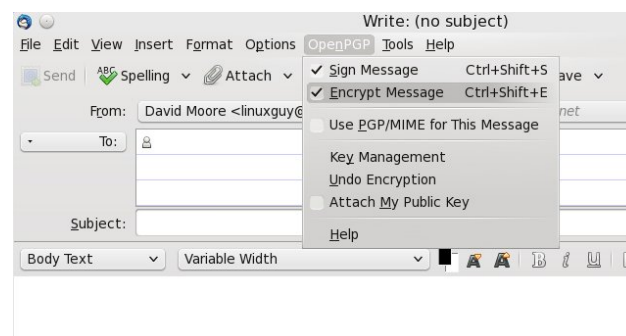 Write: (no subject)
File Edit View Insert Format Options OpenPGP Tools Help
Send ABC Spelling Attach ave
Sign Message Ctrl+Shift+S
Encrypt Message Ctrl+Shift+E
From: David Moore <linuxguy@ net
Use PGP/MIME for This Message
To:
Key Management
Undo Encryption
Attach My Public Key
Subject:
Help
Body Text Variable Width B i U